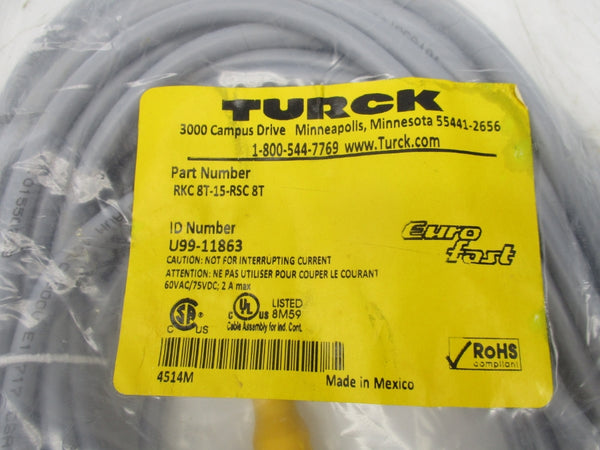 TURCK
3000 Campus Drive Minneapolis, Minnesota 55441-2656
1-800-544-7769 www.Turck.com
Part Number
RKC 8T-15-RSC 8T
ID Number
U99-11863
Euro
fast
CAUTION: NOT FOR INTERRUPTING CURRENT
ATTENTION: NE PAS UTILISER POUR COUPER LE COURANT
60VAC/75VDC; 2 A max
C US
C UL US LISTED
8M59
Cable Assembly for Ind. Cont.
RoHS
compliant
4514M
Made in Mexico